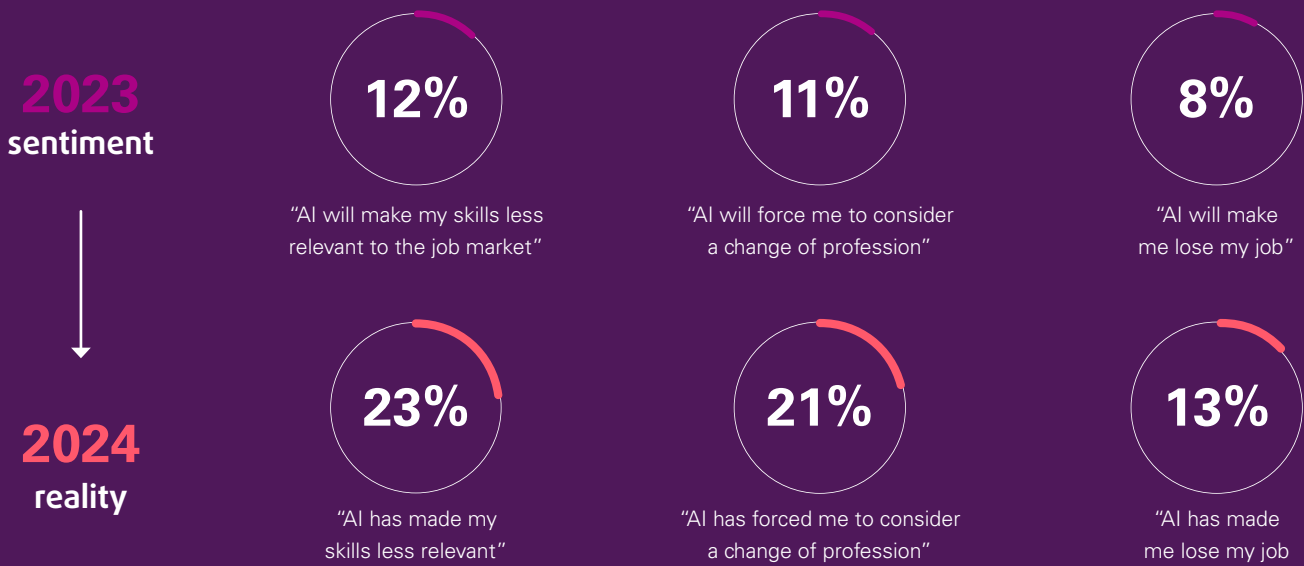 2023
sentiment
12%
“AI will make my skills less
relevant to the job market”
11%
“AI will force me to consider
a change of profession”
8%
“AI will make
me lose my job”
2024
reality
23%
“AI has made my
skills less relevant”
21%
“AI has forced me to consider
a change of profession”
13%
“AI has made
me lose my job